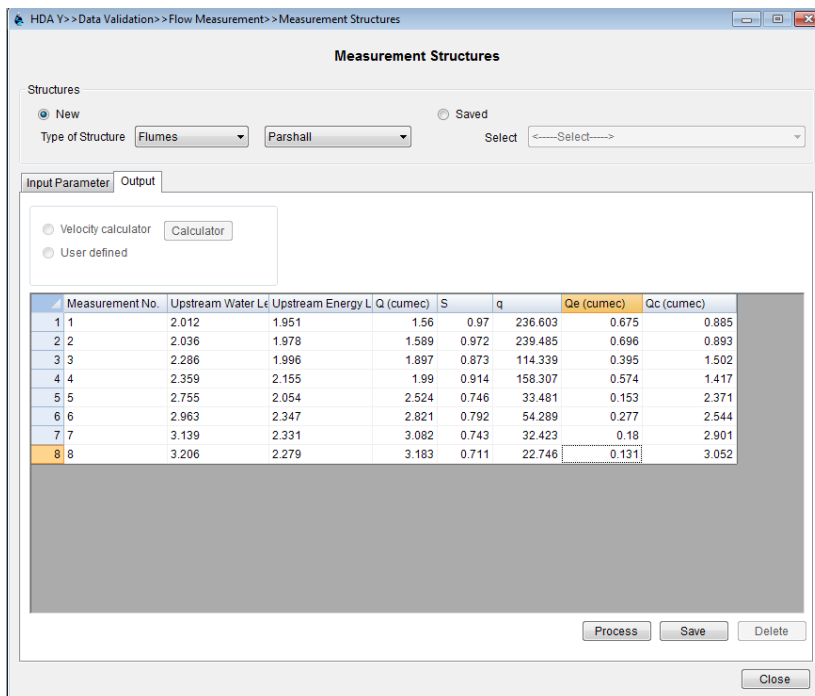 HDA Y>>Data Validation>>Flow Measurement>>Measurement Structures
Measurement Structures
Structures
New Saved
Type of Structure Flumes Parshall Select <-----Select----->
Input Parameter Output
Velocity calculator Calculator
User defined
Measurement No. Upstream Water Le Upstream Energy L Q (cumec) S q Qe (cumec) Qc (cumec)
1 1 2.012 1.951 1.56 0.97 236.603 0.675 0.885
2 2 2.036 1.978 1.589 0.972 239.485 0.696 0.893
3 3 2.286 1.996 1.897 0.873 114.339 0.395 1.502
4 4 2.359 2.155 1.99 0.914 158.307 0.574 1.417
5 5 2.755 2.054 2.524 0.746 33.481 0.153 2.371
6 6 2.963 2.347 2.821 0.792 54.289 0.277 2.544
7 7 3.139 2.331 3.082 0.743 32.423 0.18 2.901
8 8 3.206 2.279 3.183 0.711 22.746 0.131 3.052
Process Save Delete
Close